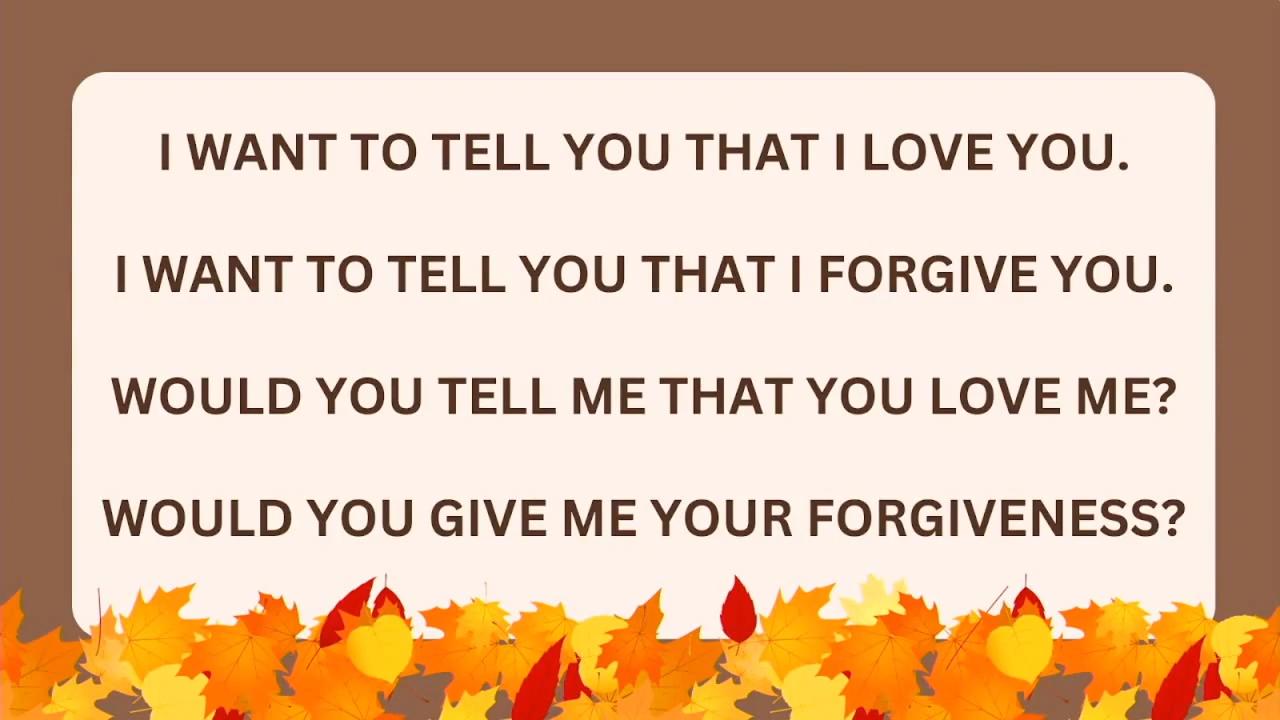 I WANT TO TELL YOU THAT I LOVE YOU.
I WANT TO TELL YOU THAT I FORGIVE YOU.
WOULD YOU TELL ME THAT YOU LOVE ME?
WOULD YOU GIVE ME YOUR FORGIVENESS?